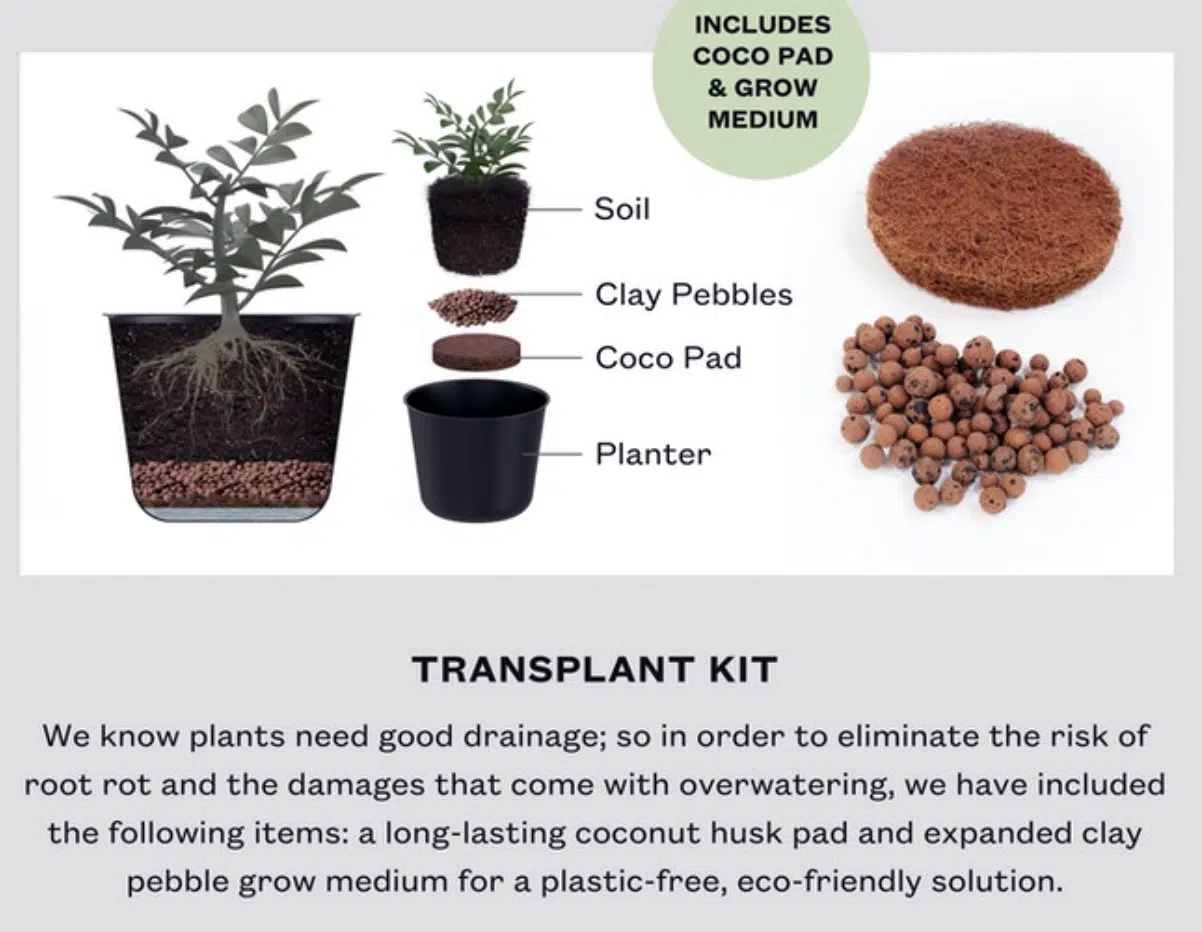 INCLUDES
COCO PAD
& GROW
MEDIUM
Soil
Clay Pebbles
Coco Pad
Planter
TRANSPLANT KIT
We know plants need good drainage; so in order to eliminate the risk of
root rot and the damages that come with overwatering, we have included
the following items: a long-lasting coconut husk pad and expanded clay
pebble grow medium for a plastic-free, eco-friendly solution.